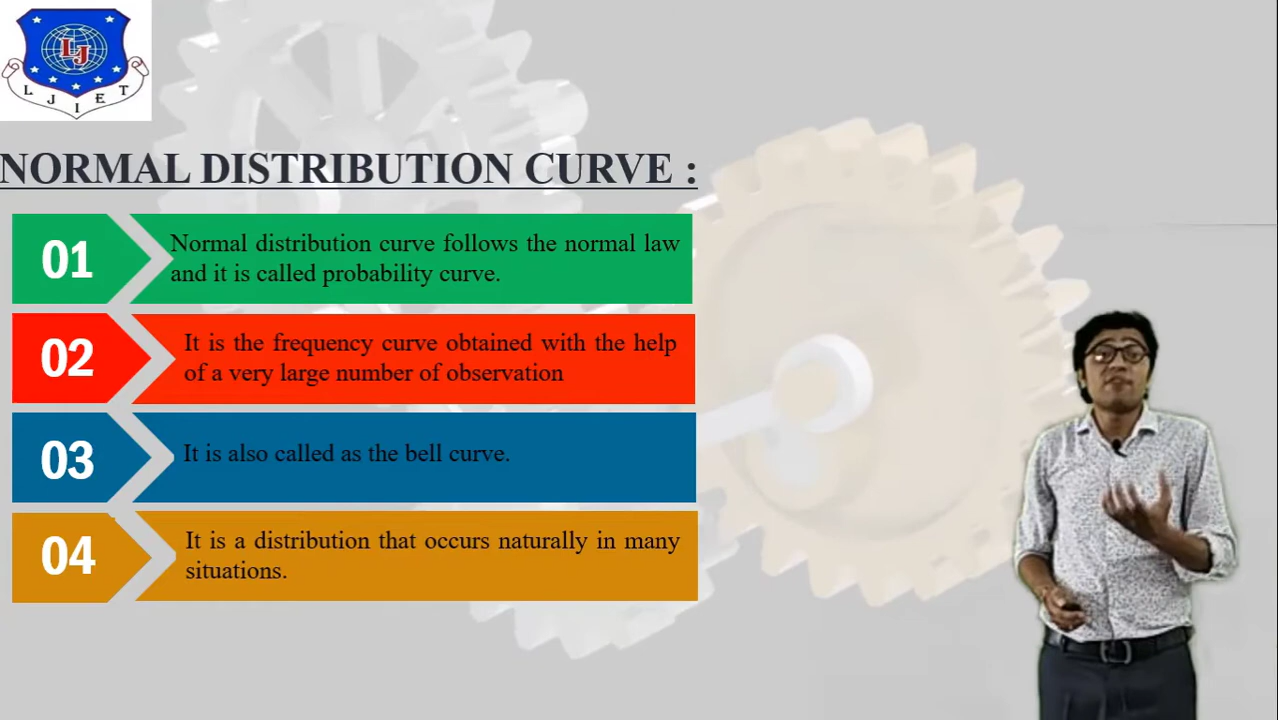 LJ
LJIET
NORMAL DISTRIBUTION CURVE :
01
Normal distribution curve follows the normal law
and it is called probability curve.
02
It is the frequency curve obtained with the help
of a very large number of observation
03
It is also called as the bell curve.
04
It is a distribution that occurs naturally in many
situations.